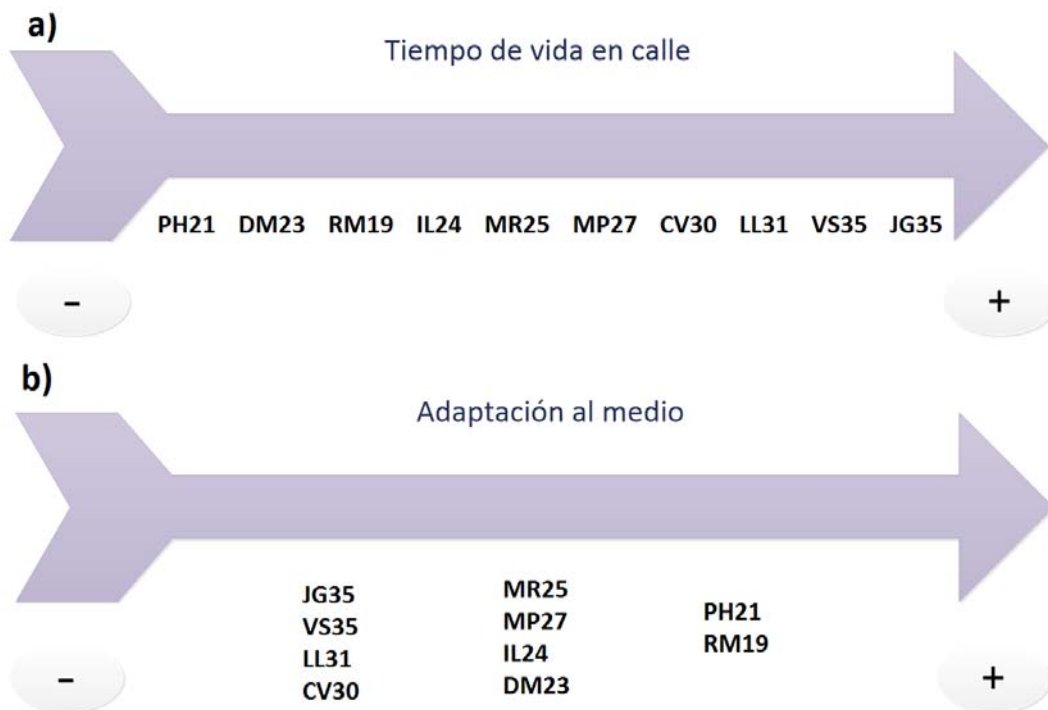 a)
Tiempo de vida en calle
PH21 DM23 RM19 IL24 MR25 MP27 CV30 LL31 VS35 JG35
- +
b)
Adaptación al medio
JG35
VS35
LL31
CV30
MR25
MP27
IL24
DM23
PH21
RM19
- +